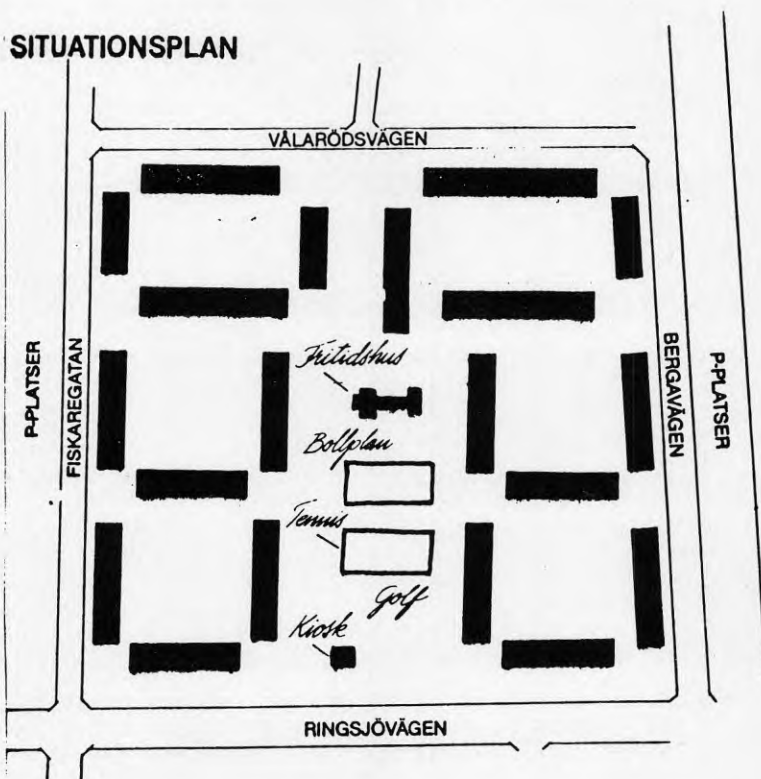 SITUATIONSPLAN
VÅLARÖDSVÄGEN
Fritidshus
P-PLATSER
FISKAREGATAN
BERGAVÄGEN
P-PLATSER
Bollplan
Tennis
Golf
Kiosk
RINGSJÖVÄGEN